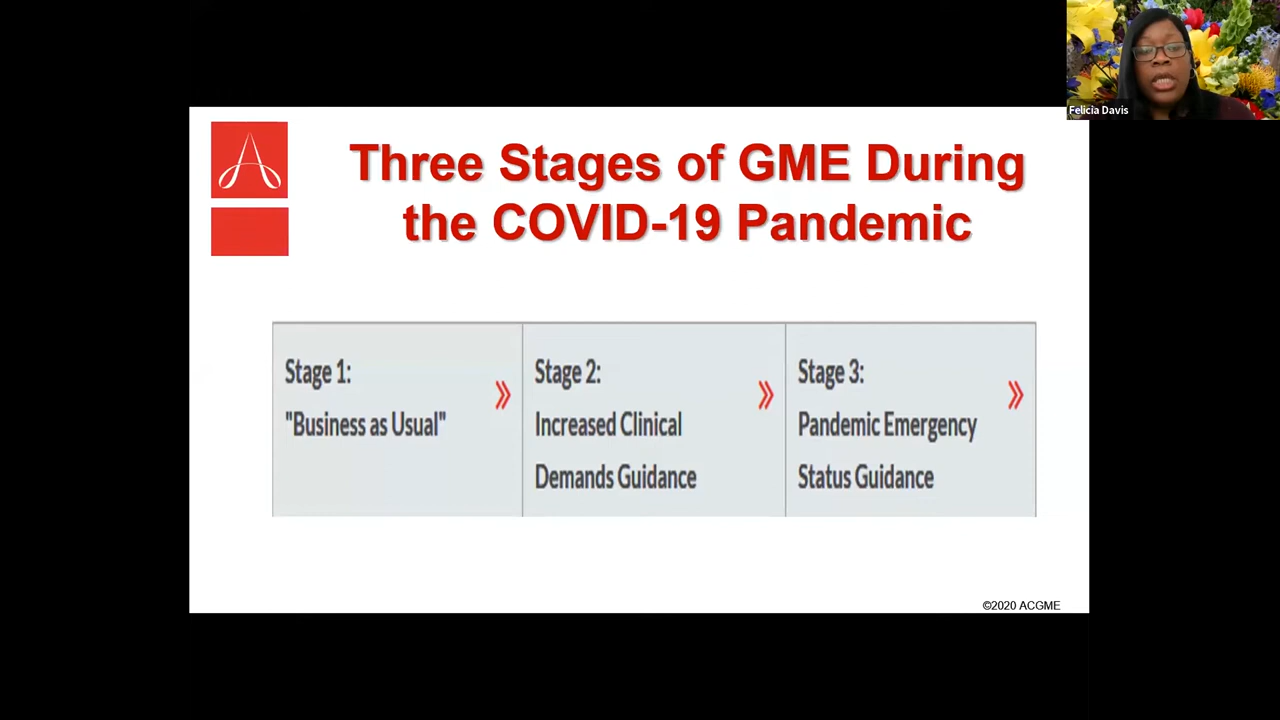 Felicia Davis
Three Stages of GME During
the COVID-19 Pandemic
Stage 1:
"Business as Usual"
Stage 2:
Increased Clinical
Demands Guidance
Stage 3:
Pandemic Emergency
Status Guidance
©2020 ACGME